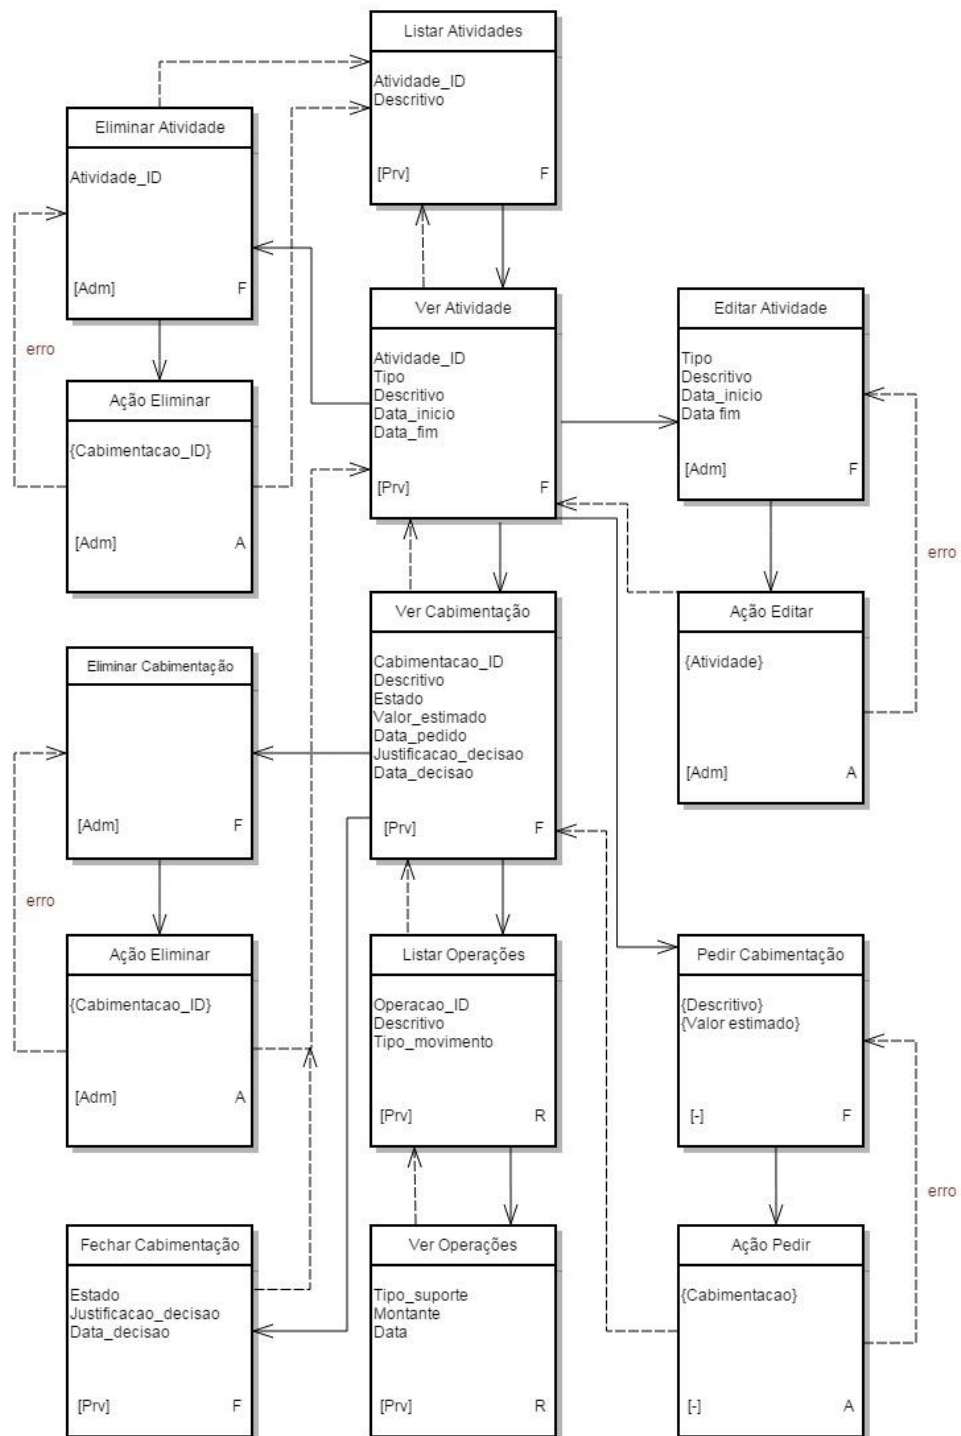 Listar Atividades
Atividade_ID
Descritivo
[Prv] F
Eliminar Atividade
Atividade_ID
[Adm] F
erro
Ação Eliminar
{Cabimentacao_ID}
[Adm] A
Ver Atividade
Atividade_ID
Tipo
Descritivo
Data_inicio
Data_fim
[Prv] F
Editar Atividade
Tipo
Descritivo
Data_inicio
Data fim
[Adm] F
erro
Ação Editar
{Atividade}
[Adm] A
Ver Cabimentação
Cabimentacao_ID
Descritivo
Estado
Valor_estimado
Data_pedido
Justificacao_decisao
Data_decisao
[Prv] F
Eliminar Cabimentação
[Adm] F
erro
Ação Eliminar
{Cabimentacao_ID}
[Adm] A
Listar Operações
Operacao_ID
Descritivo
Tipo_movimento
[Prv] R
Pedir Cabimentação
{Descritivo}
{Valor estimado}
[-] F
erro
Fechar Cabimentação
Estado
Justificacao_decisao
Data_decisao
[Prv] F
Ver Operações
Tipo_suporte
Montante
Data
[Prv] R
Ação Pedir
{Cabimentacao}
[-] A